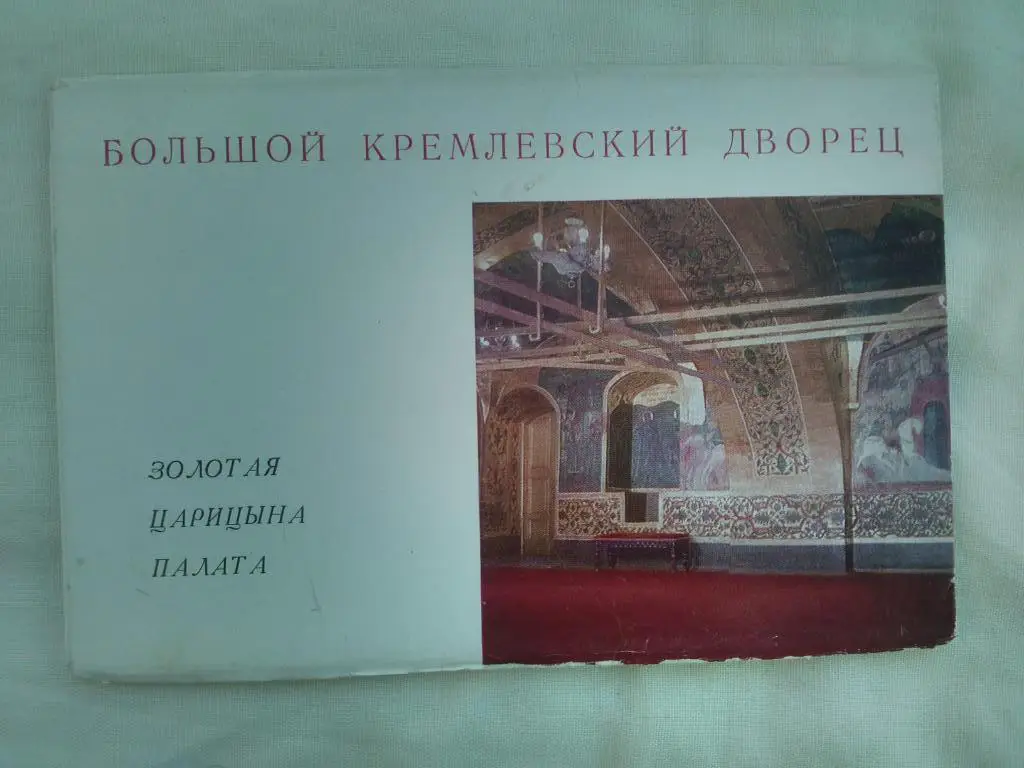 БОЛЬШОЙ КРЕМЛЕВСКИЙ ДВОРЕЦ
ЗОЛОТАЯ
ЦАРИЦЫНА
ПАЛАТА